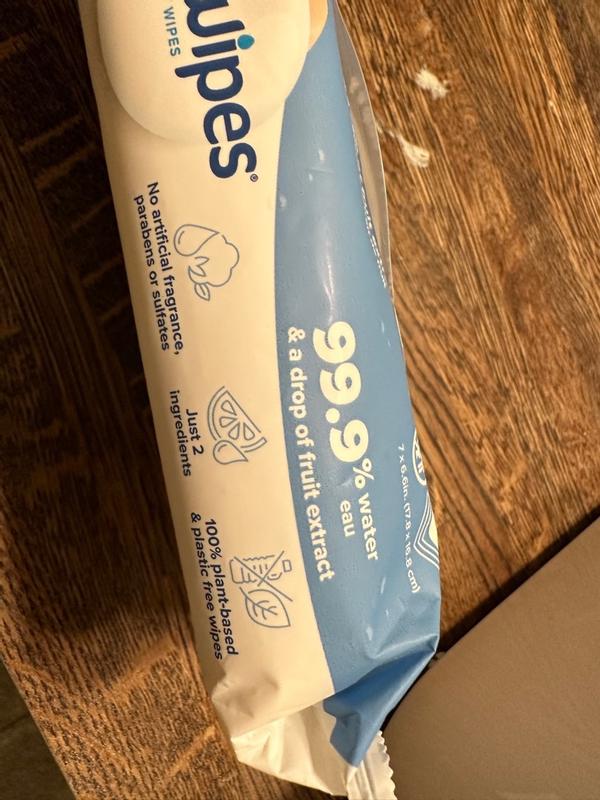 wipes®
WIPES
99.9% water
eau
& a drop of fruit extract
7 x 6.6in. (17.8 x 16.8 cm)
No artificial fragrance,
parabens or sulfates
Just 2
ingredients
100% plant-based
& plastic free wipes